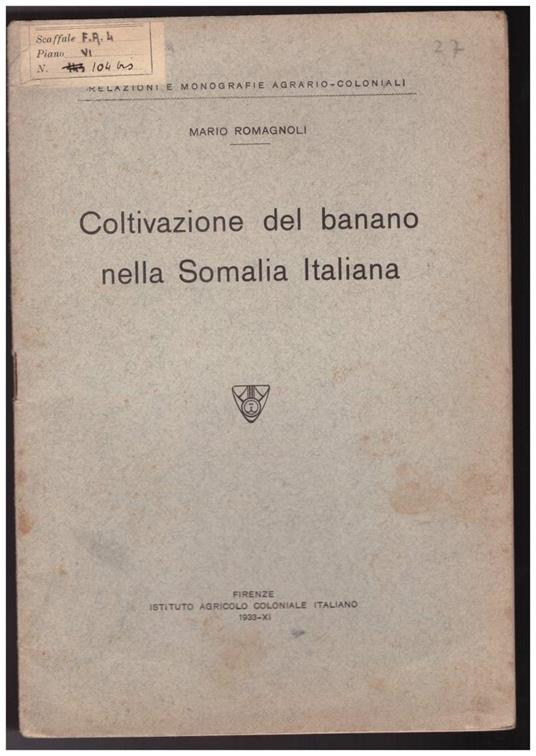 Scaffale F.R. 4
Piano VI
N. 104 bis
27
RELAZIONI E MONOGRAFIE AGRARIO-COLONIALI
MARIO ROMAGNOLI
Coltivazione del banano
nella Somalia Italiana
FIRENZE
ISTITUTO AGRICOLO COLONIALE ITALIANO
1933-XI